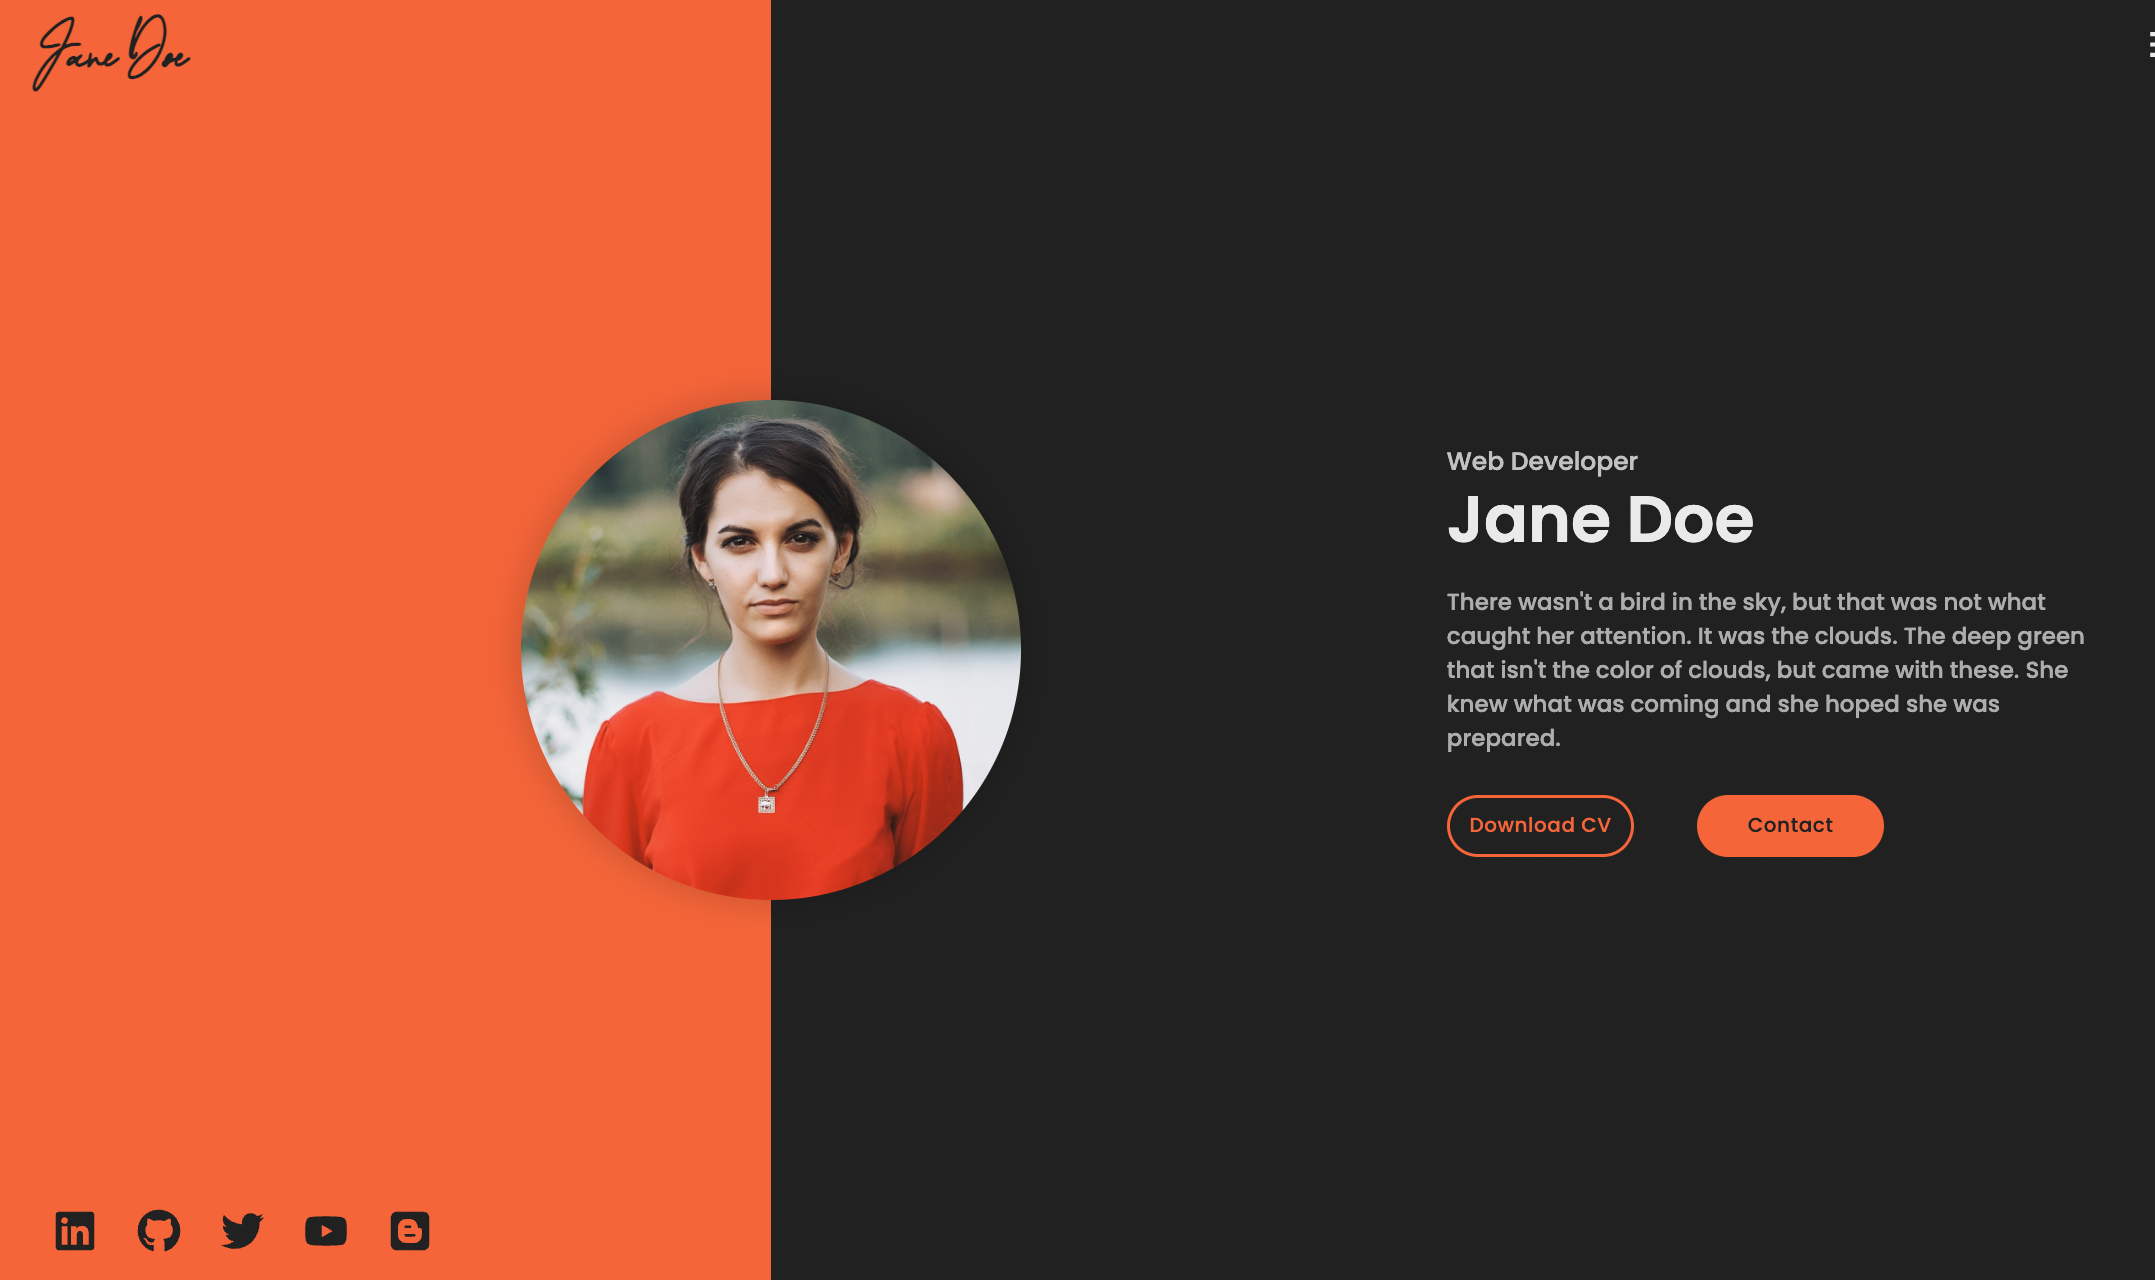 Jane Doe
Web Developer
Jane Doe
There wasn't a bird in the sky, but that was not what
caught her attention. It was the clouds. The deep green
that isn't the color of clouds, but came with these. She
knew what was coming and she hoped she was
prepared.
Download CV
Contact
in